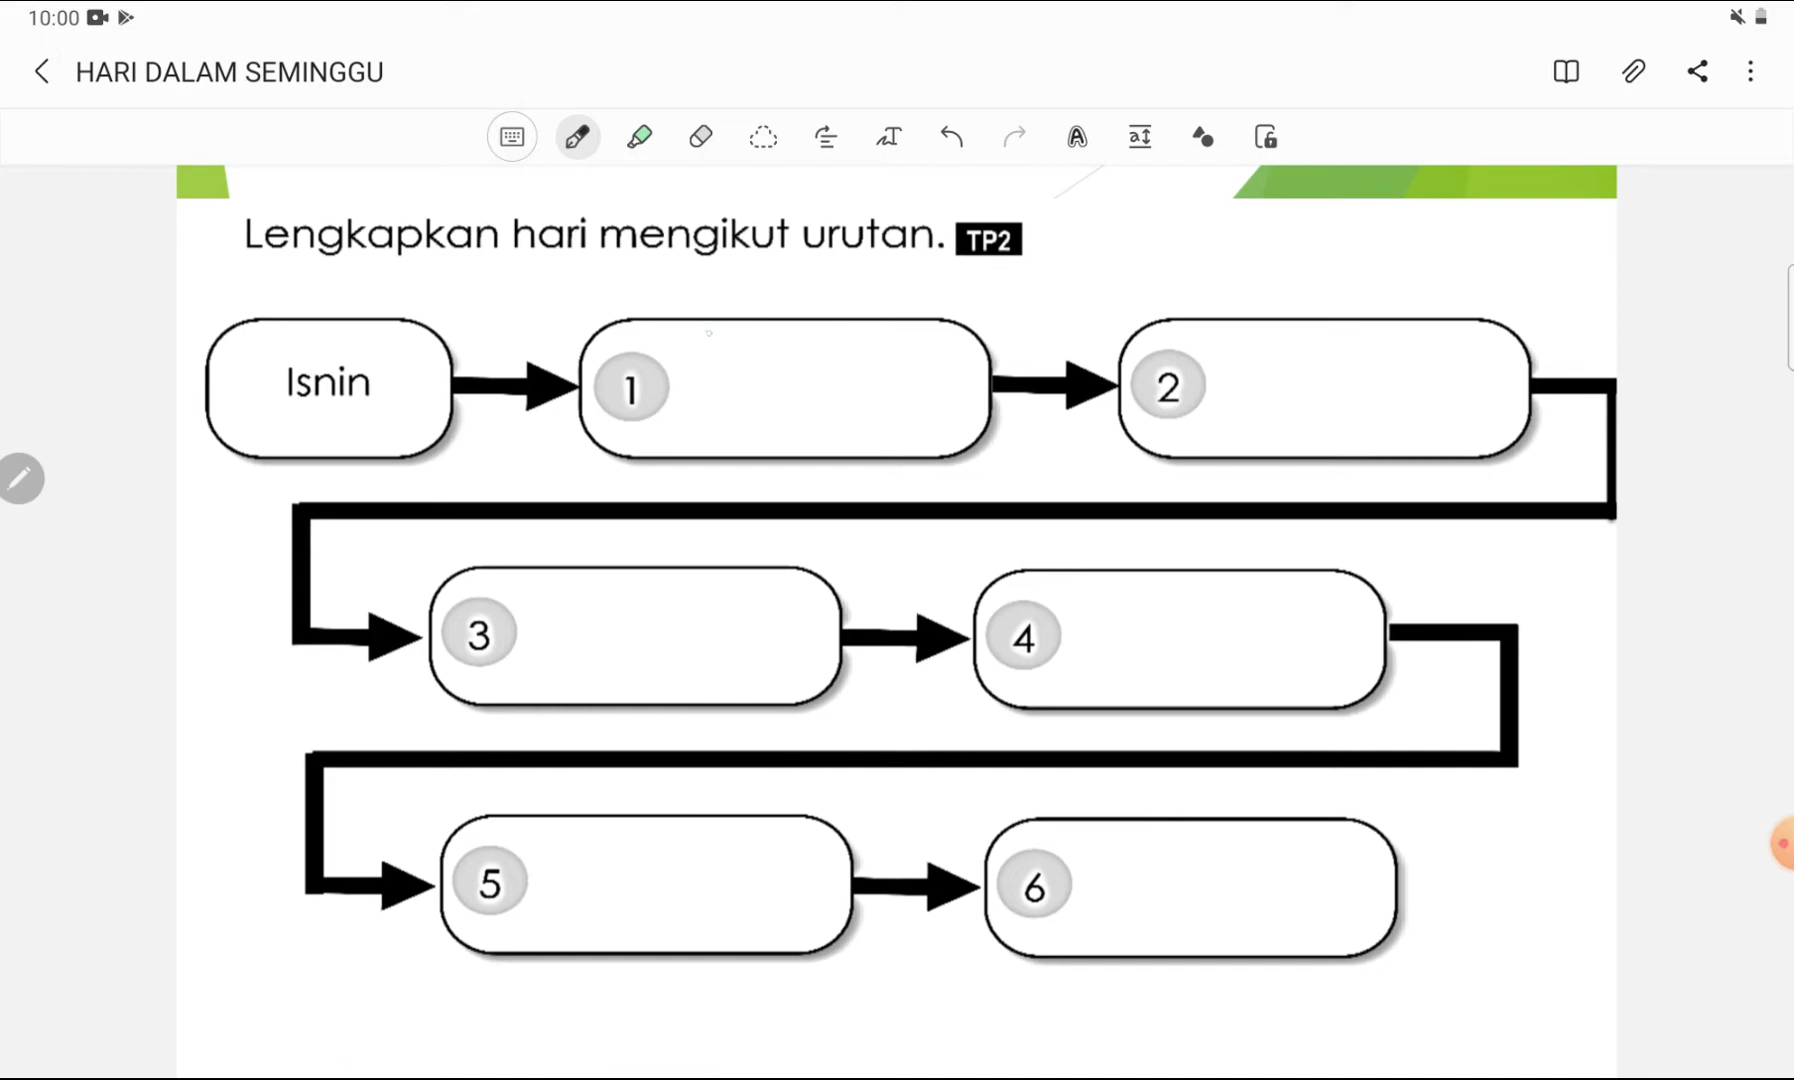 10:00
HARI DALAM SEMINGGU
Lengkapkan hari mengikut urutan. TP2
Isnin
1
2
3
4
5
6